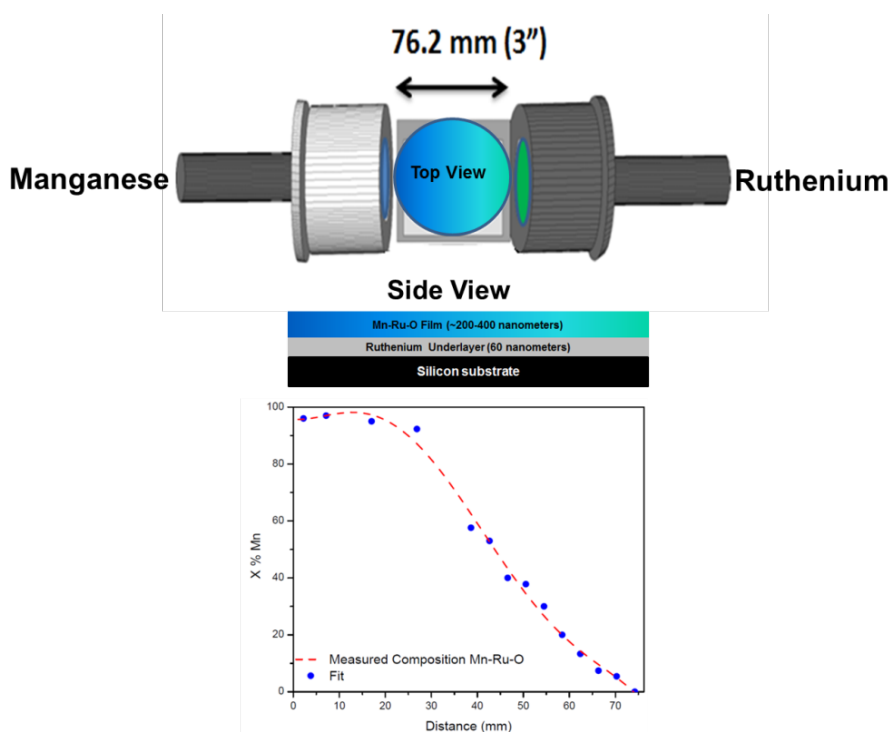 76.2 mm (3”)
Manganese
Top View
Ruthenium
Side View
Mn-Ru-O Film (~200-400 nanometers)
Ruthenium Underlayer (60 nanometers)
Silicon substrate
100
80
60
40
20
0
X % Mn
Measured Composition Mn-Ru-O
Fit
0 10 20 30 40 50 60 70
Distance (mm)